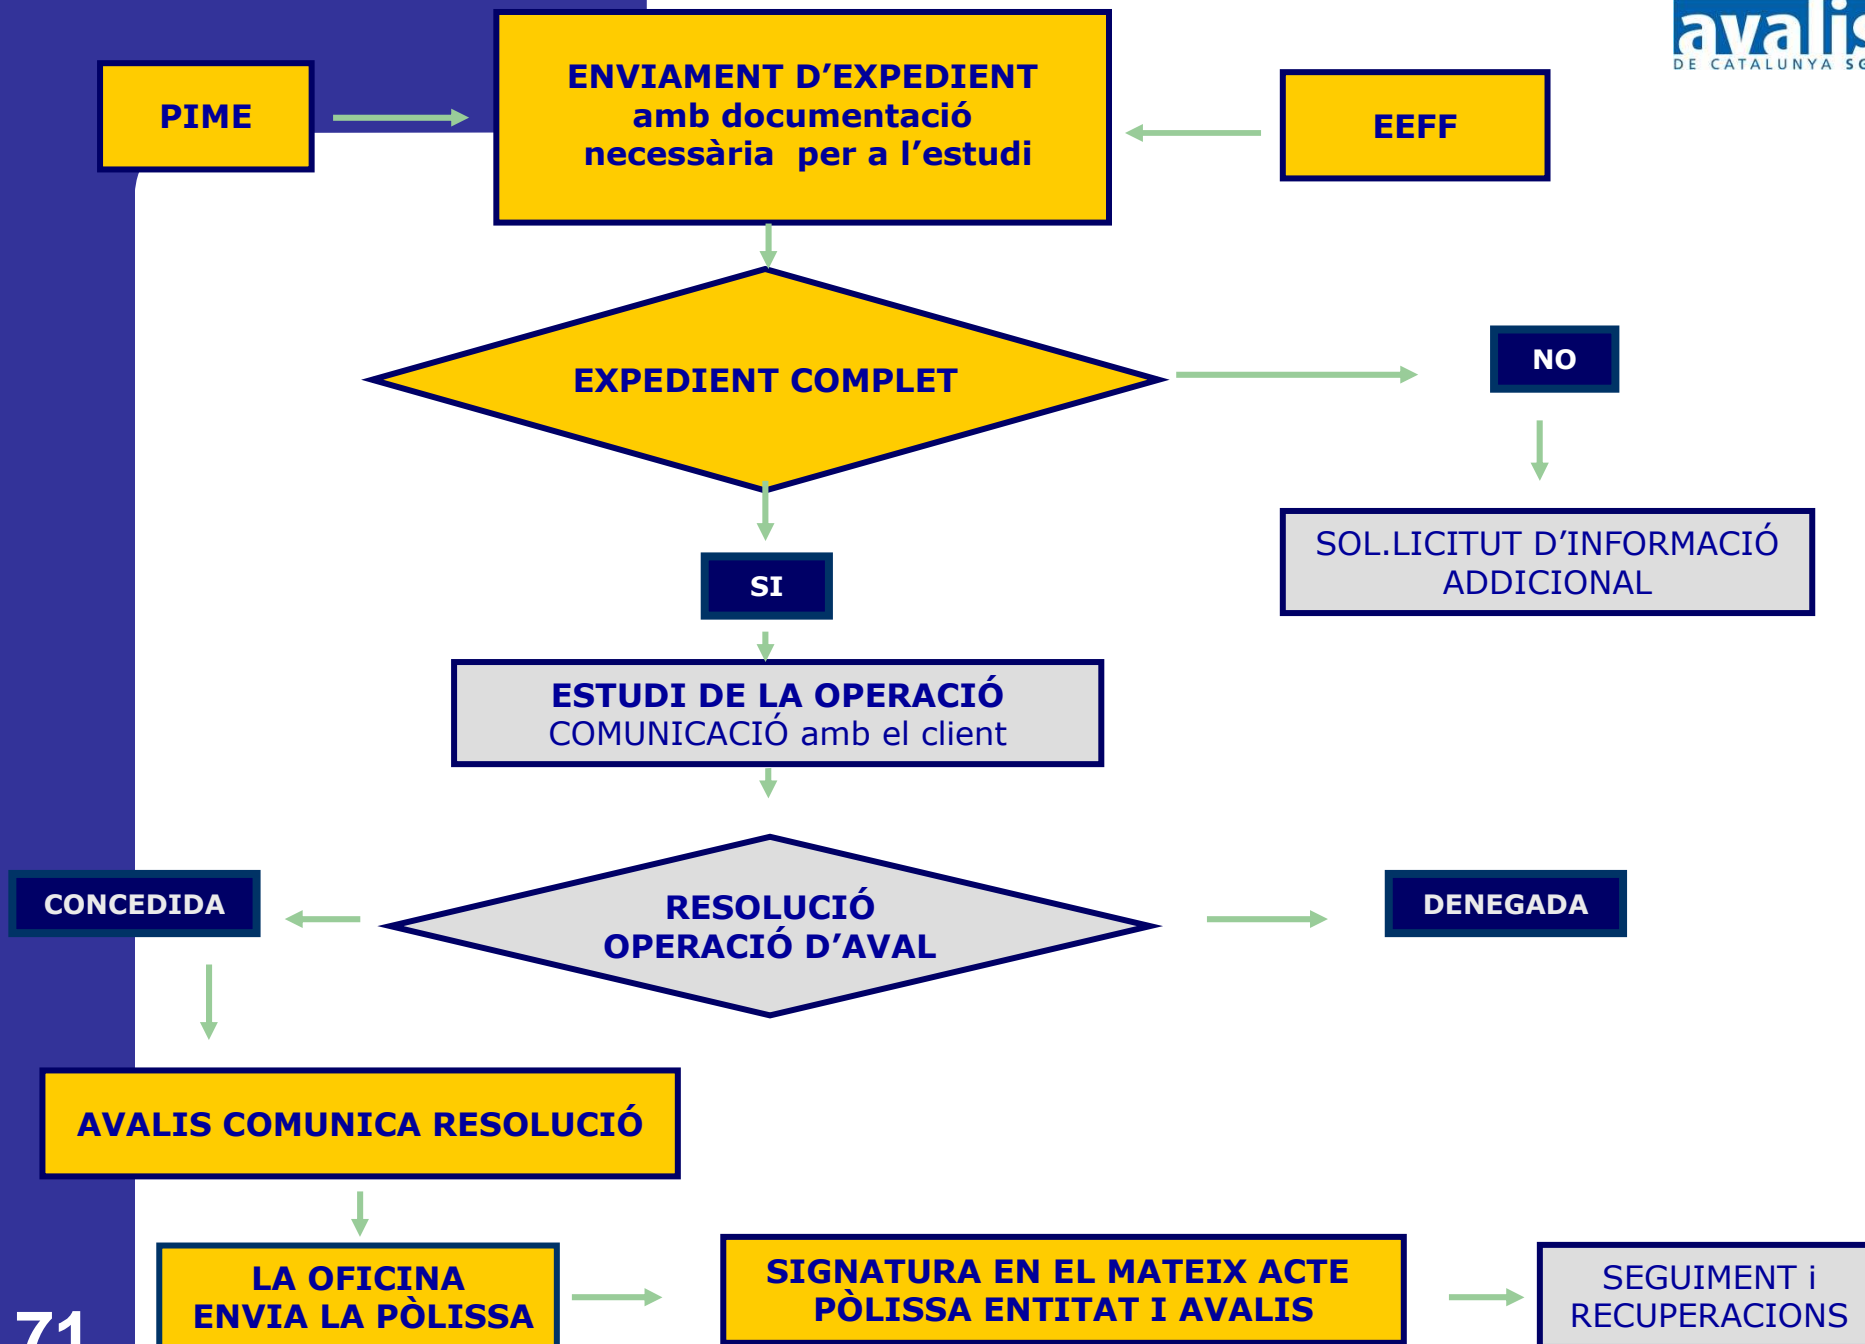 avalis
DE CATALUNYA SG
PIME
ENVIAMENT D’EXPEDIENT
amb documentació
necessària per a l’estudi
EEFF
EXPEDIENT COMPLET
NO
SOL.LICITUT D’INFORMACIÓ
ADDICIONAL
SI
ESTUDI DE LA OPERACIÓ
COMUNICACIÓ amb el client
CONCEDIDA
RESOLUCIÓ
OPERACIÓ D’AVAL
DENEGADA
AVALIS COMUNICA RESOLUCIÓ
LA OFICINA
ENVIA LA PÒLISSA
SIGNATURA EN EL MATEIX ACTE
PÒLISSA ENTITAT I AVALIS
SEGUIMENT i
RECUPERACIONS
71